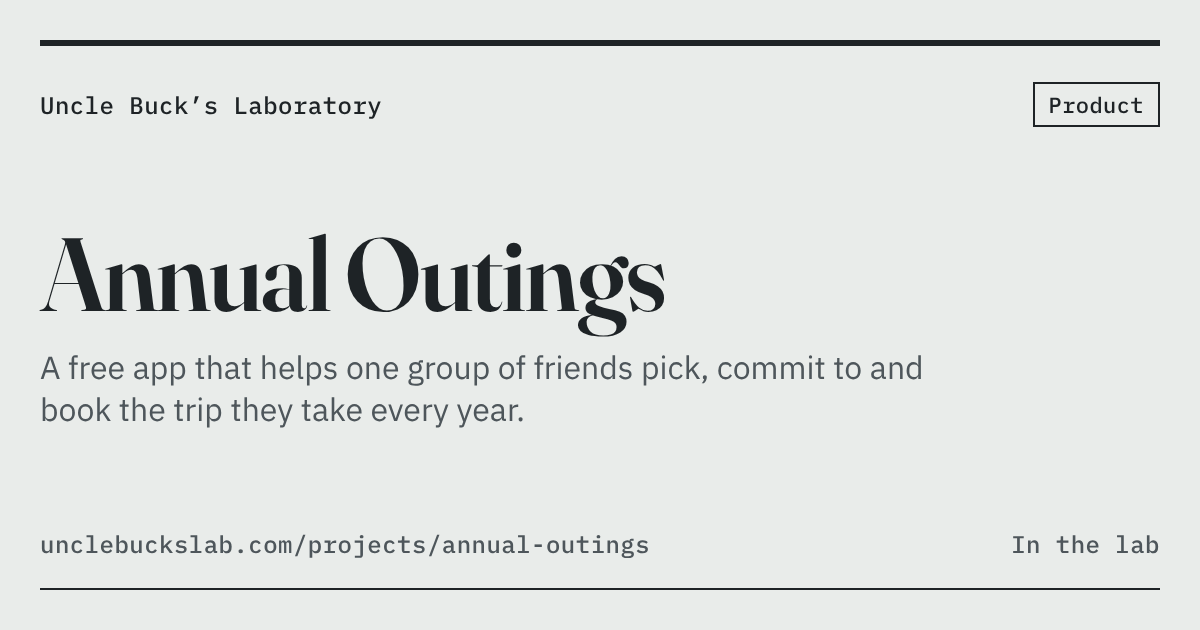 Uncle Buck’s Laboratory
Product
Annual Outings
A free app that helps one group of friends pick, commit to and
book the trip they take every year.
unclebuckslab.com/projects/annual-outings
In the lab